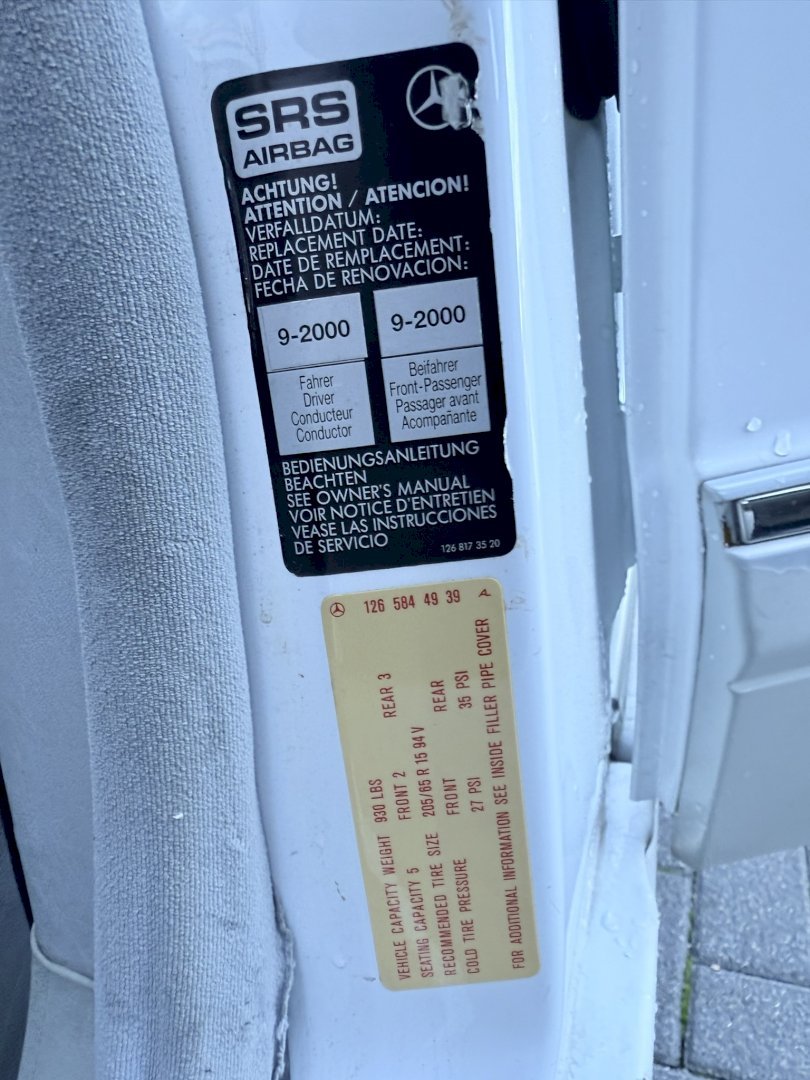 SRS
AIRBAG
ACHTUNG!
ATTENTION / ATENCION!
VERFALLDATUM:
REPLACEMENT DATE:
DATE DE REMPLACEMENT:
FECHA DE RENOVACION:
9-2000
9-2000
Fahrer
Driver
Conducteur
Conductor
Beifahrer
Front-Passenger
Passager avant
Acompañante
BEDIENUNGSANLEITUNG
BEACHTEN
SEE OWNER'S MANUAL
VOIR NOTICE D'ENTRETIEN
VEASE LAS INSTRUCCIONES
DE SERVICIO
126 817 35 20
126 584 49 39 A
VEHICLE CAPACITY WEIGHT 930 LBS
SEATING CAPACITY 5 FRONT 2 REAR 3
RECOMMENDED TIRE SIZE 205/65 R 15 94 V
COLD TIRE PRESSURE FRONT REAR
27 PSI 35 PSI
FOR ADDITIONAL INFORMATION SEE INSIDE FILLER PIPE COVER